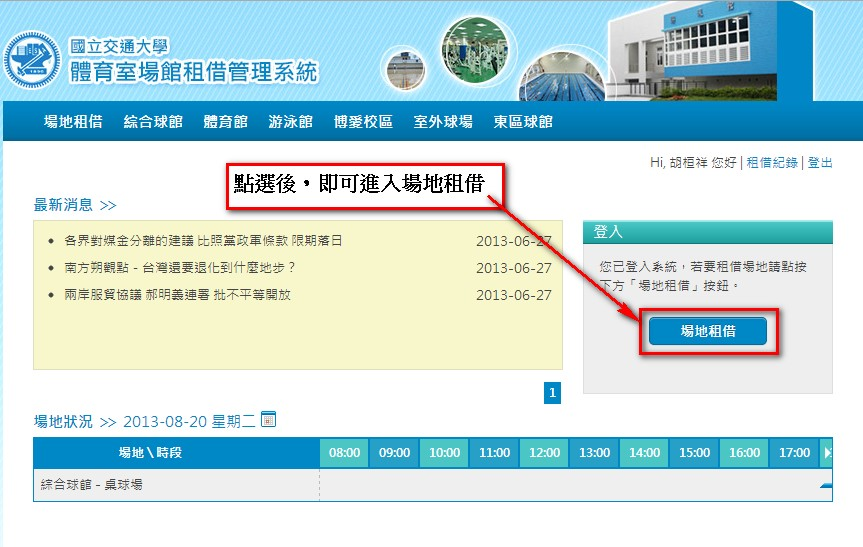 國立交通大學
體育室場館租借管理系統
場地租借 綜合球館 體育館 游泳館 博愛校區 室外球場 東區球館
Hi, 胡桓祥 您好 | 租借紀錄 | 登出
點選後，即可進入場地租借
最新消息 >>
各界對媒金分離的建議 比照黨政軍條款 限期落日 2013-06-27
南方朔觀點 - 台灣還要退化到什麼地步？ 2013-06-27
兩岸服貿協議 郝明義連署 批不平等開放 2013-06-27
1
登入
您已登入系統，若要租借場地請點按
下方「場地租借」按鈕。
場地租借
場地狀況 >> 2013-08-20 星期二
場地 \ 時段 08:00 09:00 10:00 11:00 12:00 13:00 14:00 15:00 16:00 17:00
綜合球館 - 桌球場